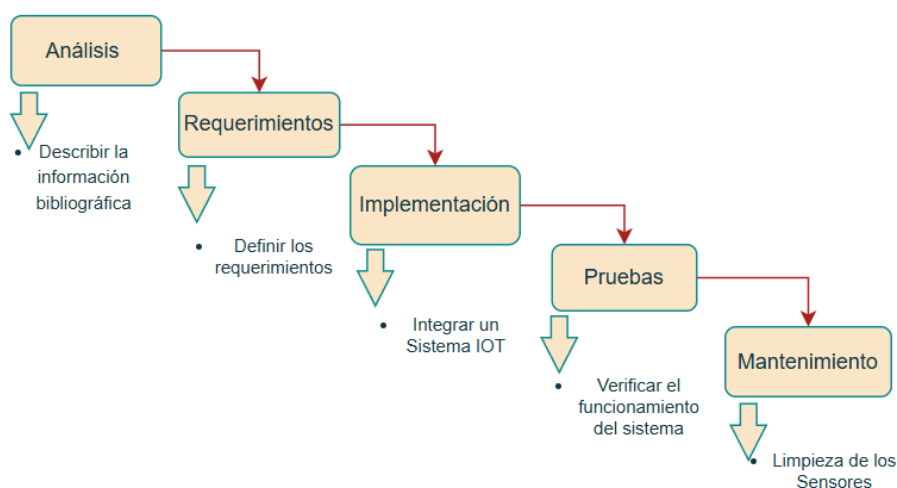 Análisis
• Describir la
información
bibliográfica
Requerimientos
• Definir los
requerimientos
Implementación
• Integrar un
Sistema IOT
Pruebas
• Verificar el
funcionamiento
del sistema
Mantenimiento
• Limpieza de los
Sensores